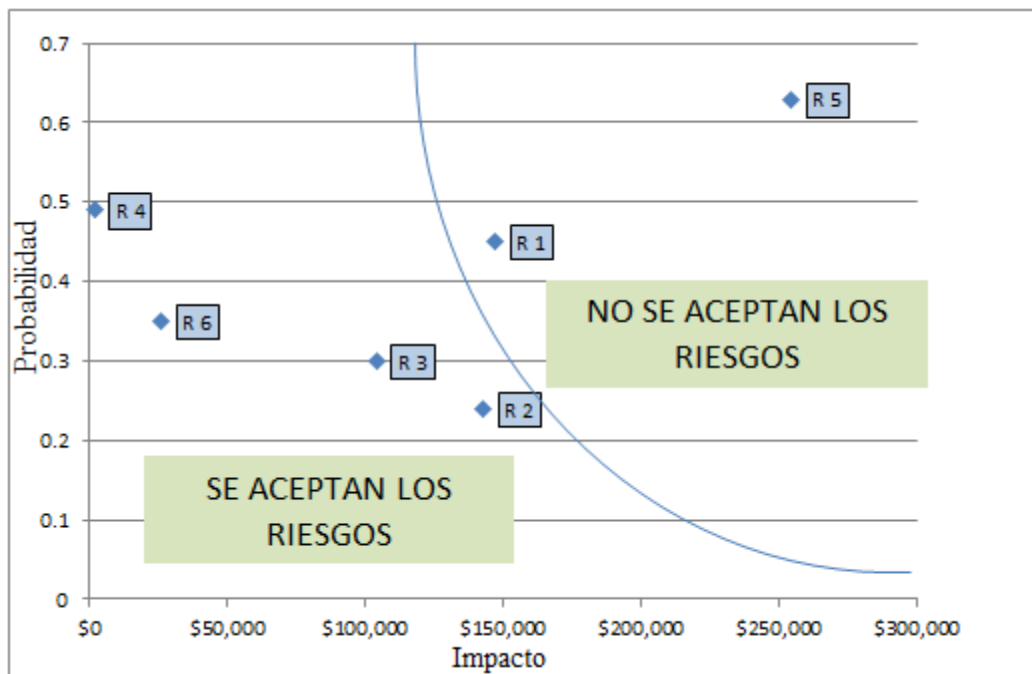 0.7
0.6
0.5
0.4
0.3
0.2
0.1
0
Probabilidad
R 5
R 4
R 1
R 6
R 3
R 2
NO SE ACEPTAN LOS
RIESGOS
SE ACEPTAN LOS
RIESGOS
$0
$50,000
$100,000
$150,000
$200,000
$250,000
$300,000
Impacto